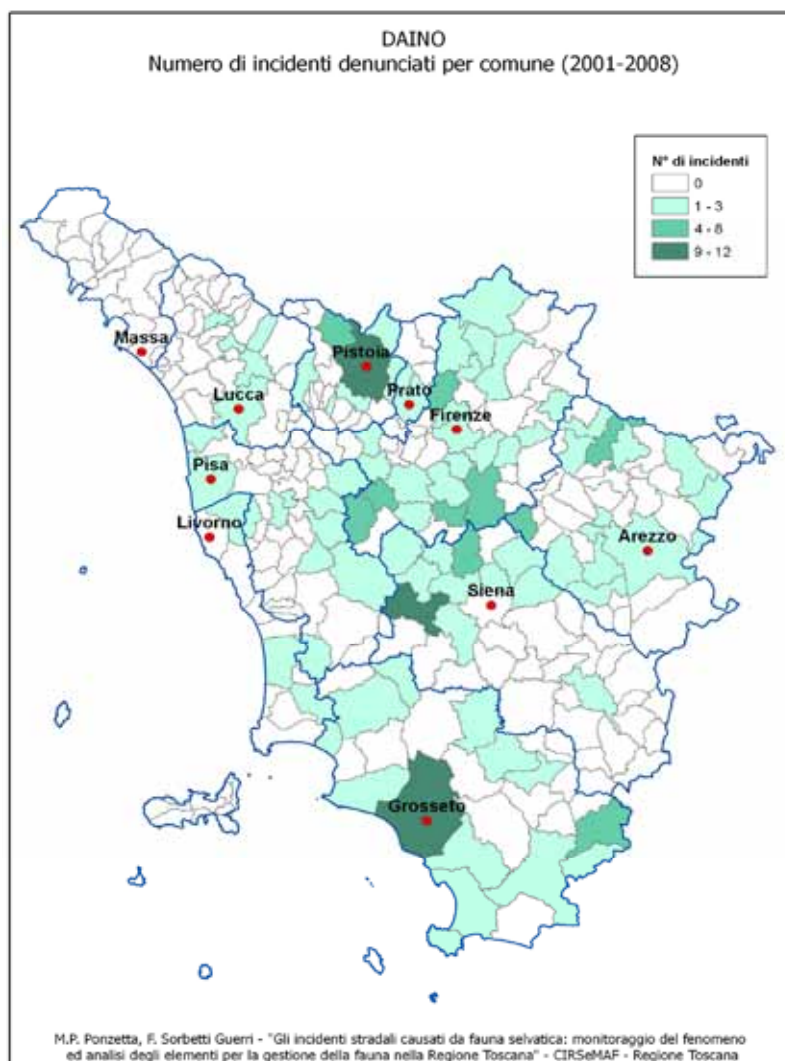 DAINO
Numero di incidenti denunciati per comune (2001-2008)
N° di incidenti
0
1 - 3
4 - 8
9 - 12
Massa
Pistoia
Lucca
Prato
Firenze
Pisa
Livorno
Arezzo
Siena
Grosseto
M.P. Ponzetta, F. Sorbetti Guerri - "Gli incidenti stradali causati da fauna selvatica: monitoraggio del fenomeno
ed analisi degli elementi per la gestione della fauna nella Regione Toscana" - CIRSeMAF - Regione Toscana